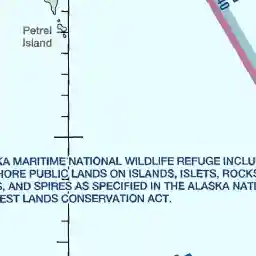 40
Petrel
Island
KA MARITIME NATIONAL WILDLIFE REFUGE INCLU
HORE PUBLIC LANDS ON ISLANDS, ISLETS, ROCKS
S, AND SPIRES AS SPECIFIED IN THE ALASKA NATI
EST LANDS CONSERVATION ACT.